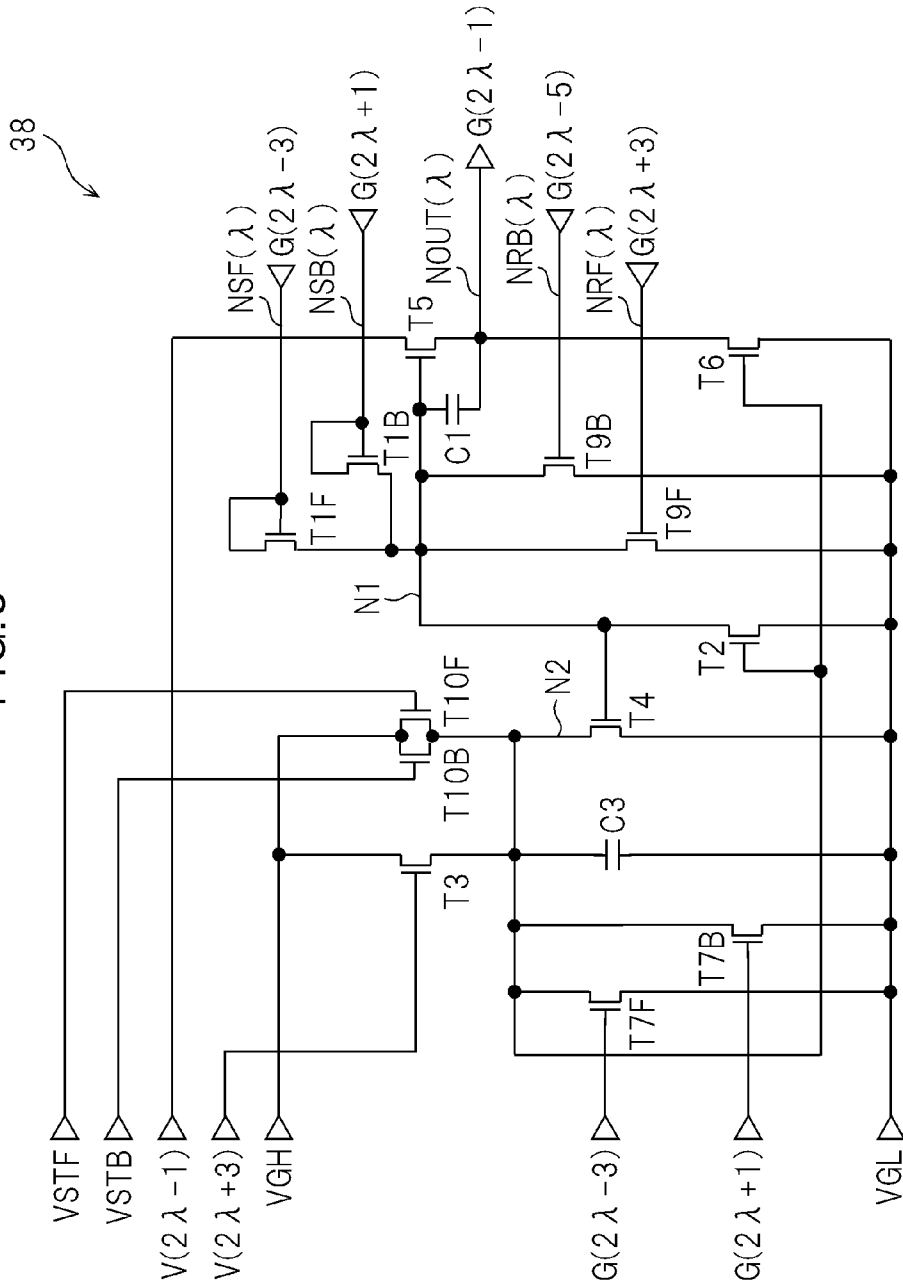 38
VSTF
VSTB
V(2λ-1)
V(2λ+3)
VGH
NSF(λ)
G(2λ-3)
NSB(λ)
G(2λ+1)
T1F
T1B
T10B
T10F
T3
N1
T5
C1
NOUT(λ)
G(2λ-1)
N2
NRB(λ)
G(2λ-5)
T9B
NRF(λ)
G(2λ+3)
T9F
C3
T4
T7F
T7B
T2
T6
G(2λ-3)
G(2λ+1)
VGL